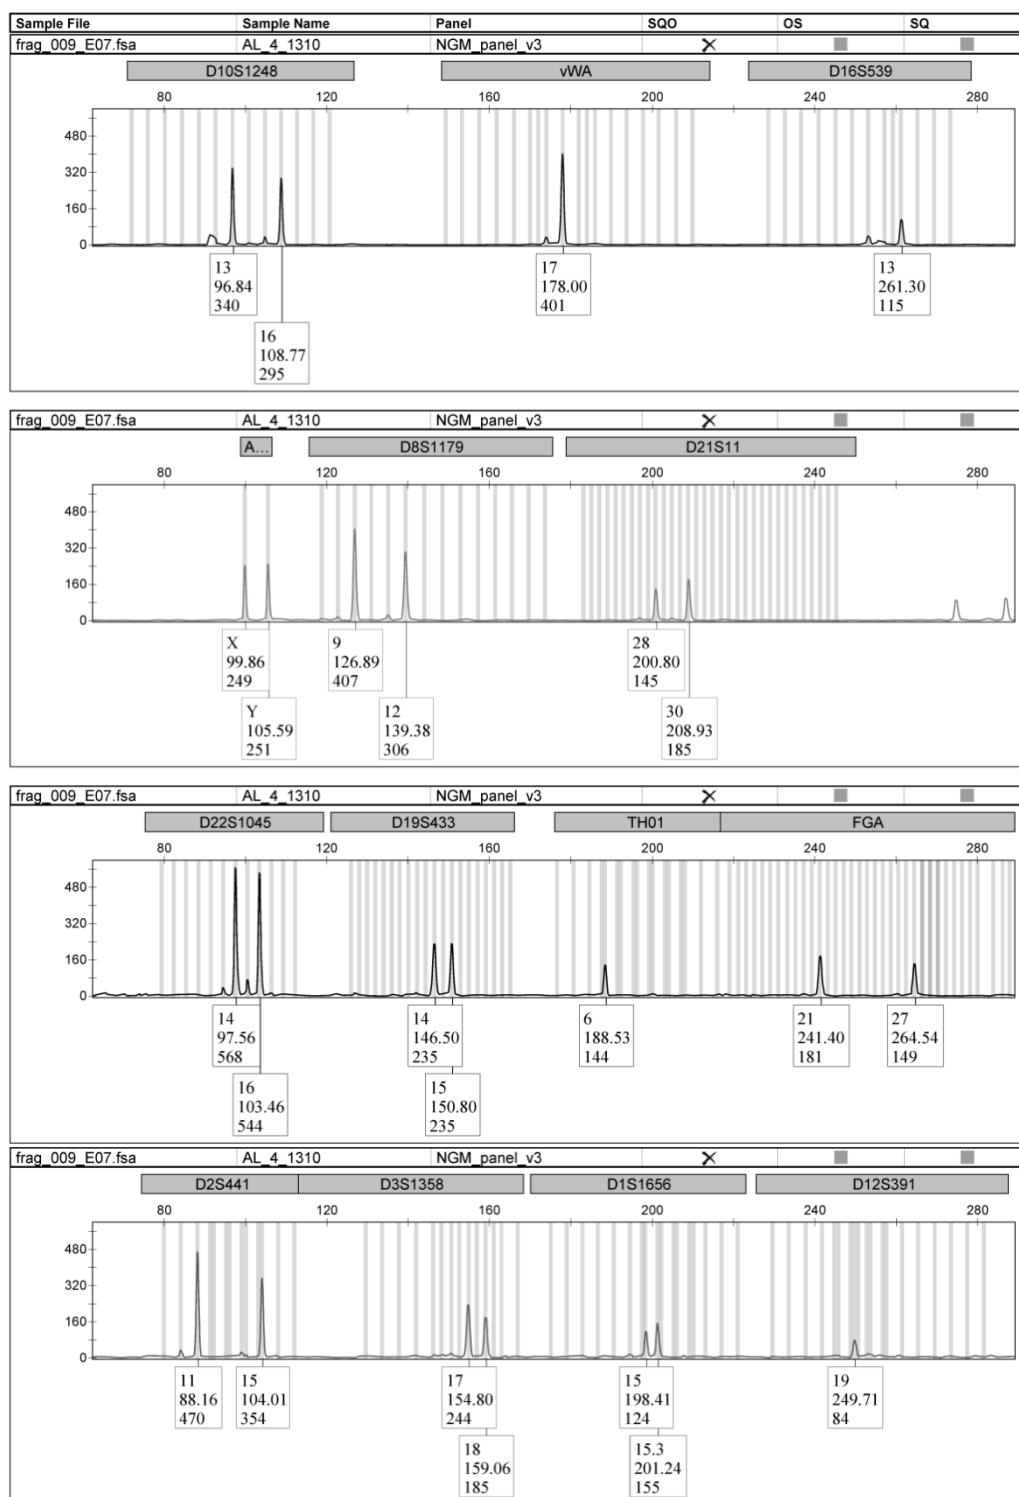 Sample File Sample Name Panel SQO OS SQ
frag_009_E07.fsa AL_4_1310 NGM_panel_v3
D10S1248 vWA D16S539
80 120 160 200 240 280
480
320
160
0
13 17 13
96.84 178.00 261.30
340 401 115
16
108.77
295
frag_009_E07.fsa AL_4_1310 NGM_panel_v3
A... D8S1179 D21S11
80 120 160 200 240 280
480
320
160
0
X 9 28
99.86 126.89 200.80
249 407 145
Y 12 30
105.59 139.38 208.93
251 306 185
frag_009_E07.fsa AL_4_1310 NGM_panel_v3
D22S1045 D19S433 TH01 FGA
80 120 160 200 240 280
480
320
160
0
14 14 6 21 27
97.56 146.50 188.53 241.40 264.54
568 235 144 181 149
16 15
103.46 150.80
544 235
frag_009_E07.fsa AL_4_1310 NGM_panel_v3
D2S441 D3S1358 D1S1656 D12S391
80 120 160 200 240 280
480
320
160
0
11 15 17 15 19
88.16 104.01 154.80 198.41 249.71
470 354 244 124 84
18 15.3
159.06 201.24
185 155